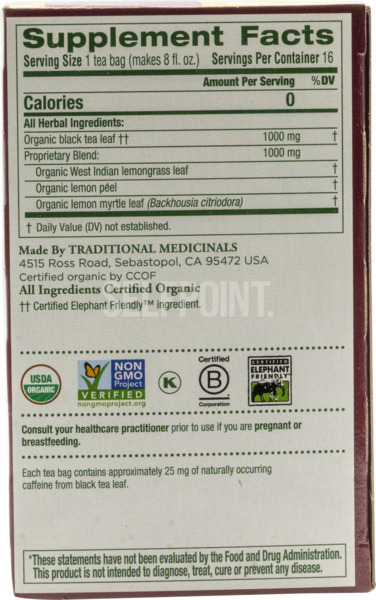 Supplement Facts
Serving Size 1 tea bag (makes 8 fl. oz.) Servings Per Container 16
Amount Per Serving %DV
Calories 0
All Herbal Ingredients:
Organic black tea leaf †† 1000 mg †
Proprietary Blend: 1000 mg
Organic West Indian lemongrass leaf †
Organic lemon peel †
Organic lemon myrtle leaf (Backhousia citriodora) †
† Daily Value (DV) not established.
Made By TRADITIONAL MEDICINALS
4515 Ross Road, Sebastopol, CA 95472 USA
Certified organic by CCOF
All Ingredients Certified Organic
†† Certified Elephant Friendly™ Ingredient.
USDA
ORGANIC
NON
GMO
Project
VERIFIED
nongmoproject.org
K
Certified
B
Corporation
CERTIFIED
ELEPHANT
FRIENDLY™
Consult your healthcare practitioner prior to use if you are pregnant or
breastfeeding.
Each tea bag contains approximately 25 mg of naturally occurring
caffeine from black tea leaf.
*These statements have not been evaluated by the Food and Drug Administration.
This product is not intended to diagnose, treat, cure or prevent any disease.